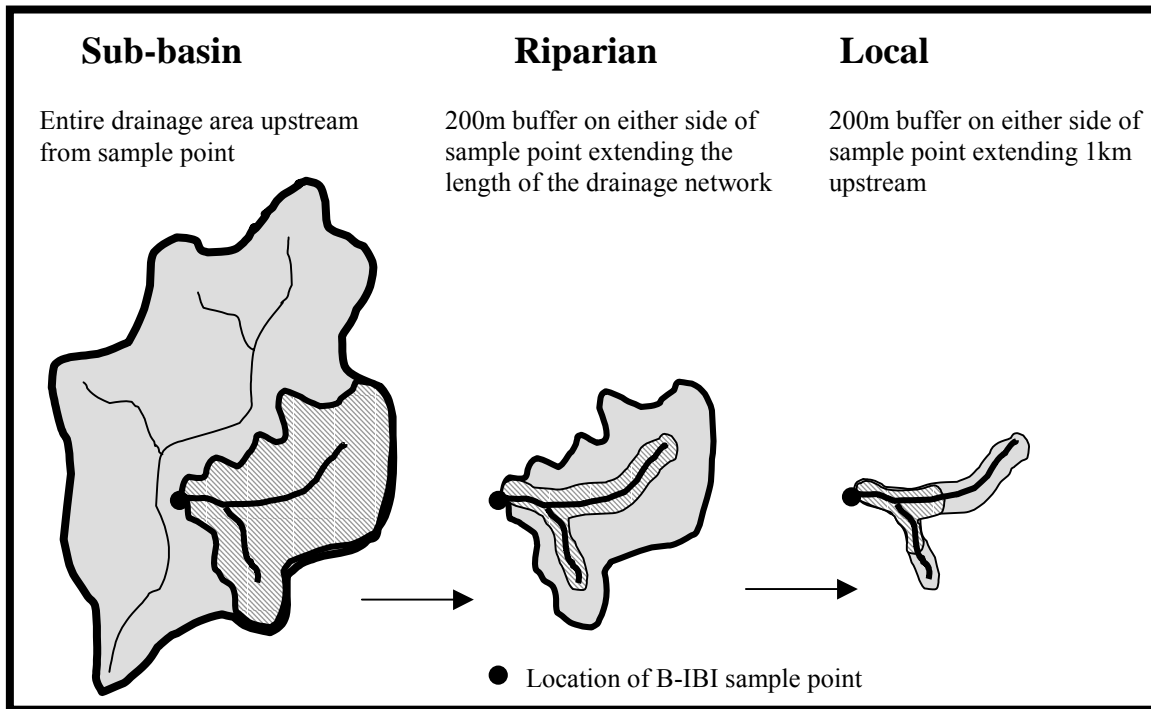 Sub-basin
Entire drainage area upstream
from sample point
Riparian
200m buffer on either side of
sample point extending the
length of the drainage network
Local
200m buffer on either side of
sample point extending 1km
upstream
Location of B-IBI sample point